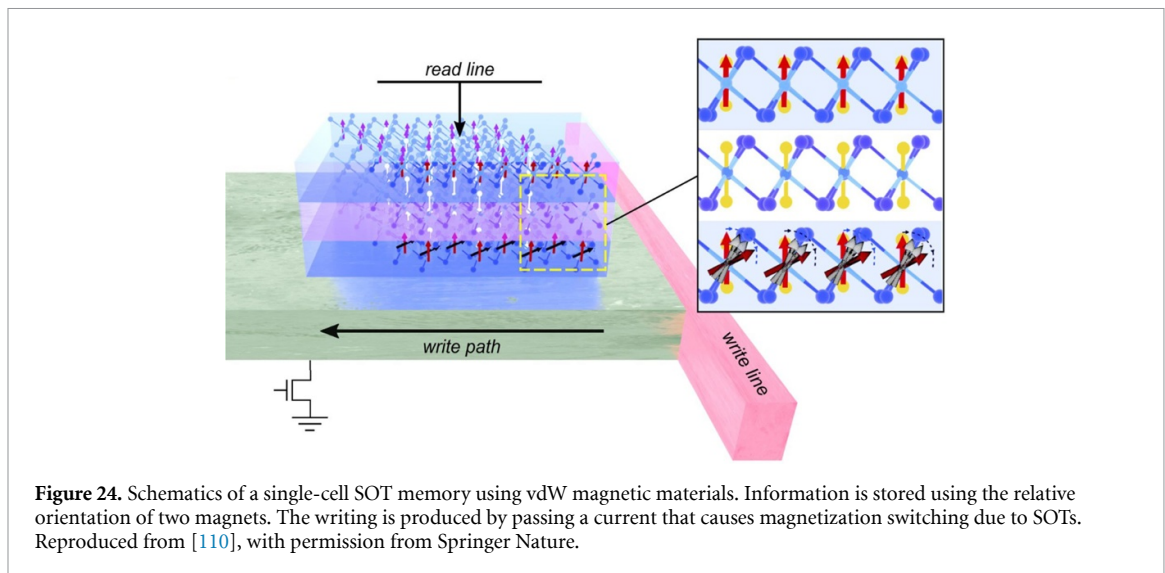 read line
write path
write line
Figure 24. Schematics of a single-cell SOT memory using vdW magnetic materials. Information is stored using the relative
orientation of two magnets. The writing is produced by passing a current that causes magnetization switching due to SOTs.
Reproduced from [110], with permission from Springer Nature.